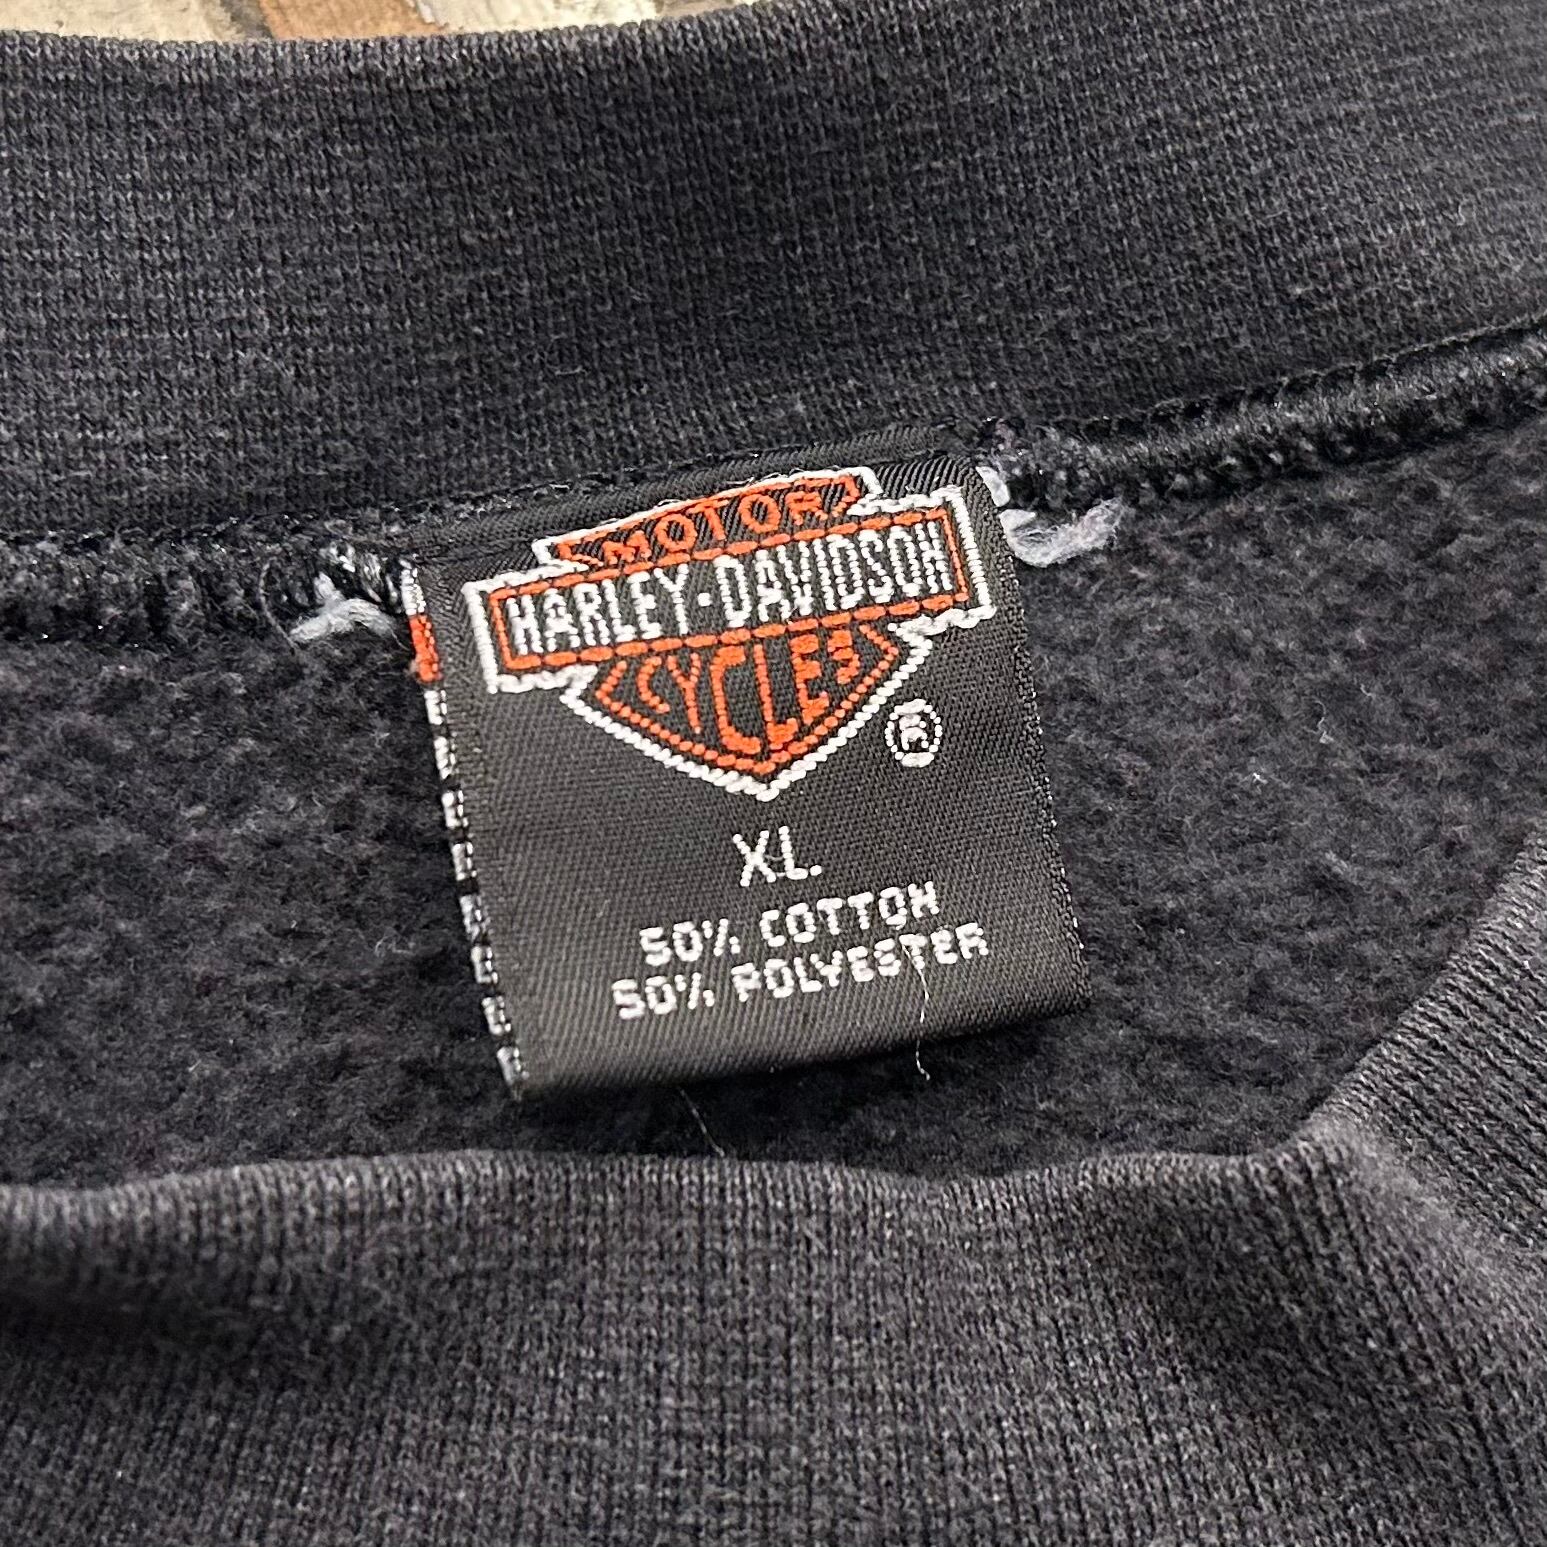 MOTOR
HARLEY-DAVIDSON
CYCLES
®
XL
50% COTTON
50% POLYESTER